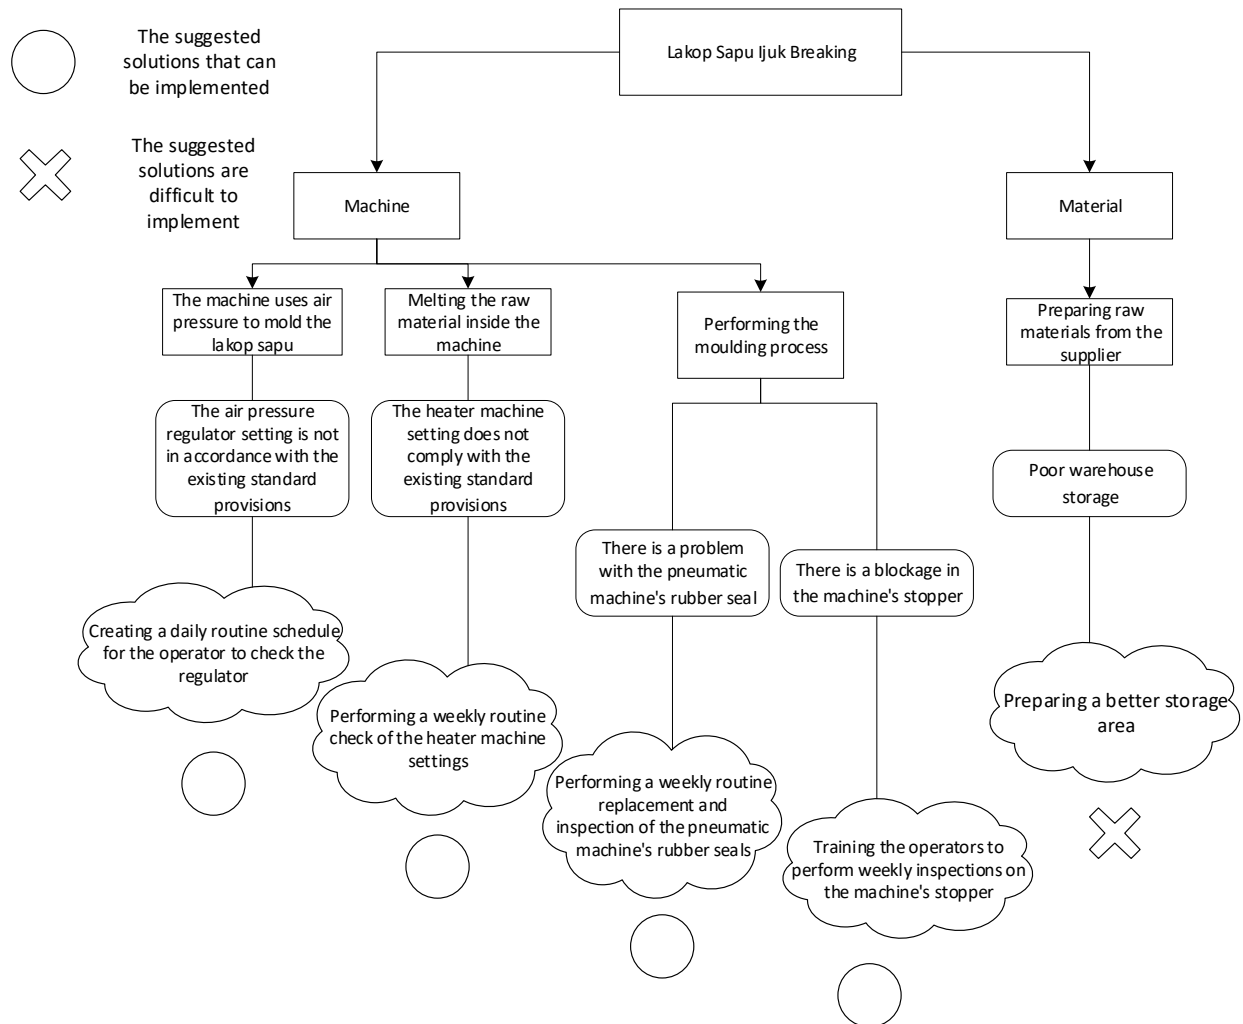 The suggested
solutions that can
be implemented
The suggested
solutions are
difficult to
implement
Lakop Sapu Ijuk Breaking
Machine
Material
The machine uses air
pressure to mold the
lakop sapu
Melting the raw
material inside the
machine
Performing the
moulding process
Preparing raw
materials from the
supplier
The air pressure
regulator setting is not
in accordance with the
existing standard
provisions
The heater machine
setting does not
comply with the
existing standard
provisions
There is a problem
with the pneumatic
machine's rubber seal
There is a blockage in
the machine's stopper
Poor warehouse
storage
Creating a daily routine schedule
for the operator to check the
regulator
Performing a weekly routine
check of the heater machine
settings
Performing a weekly routine
replacement and
inspection of the pneumatic
machine's rubber seals
Training the operators to
perform weekly inspections on
the machine's stopper
Preparing a better storage
area